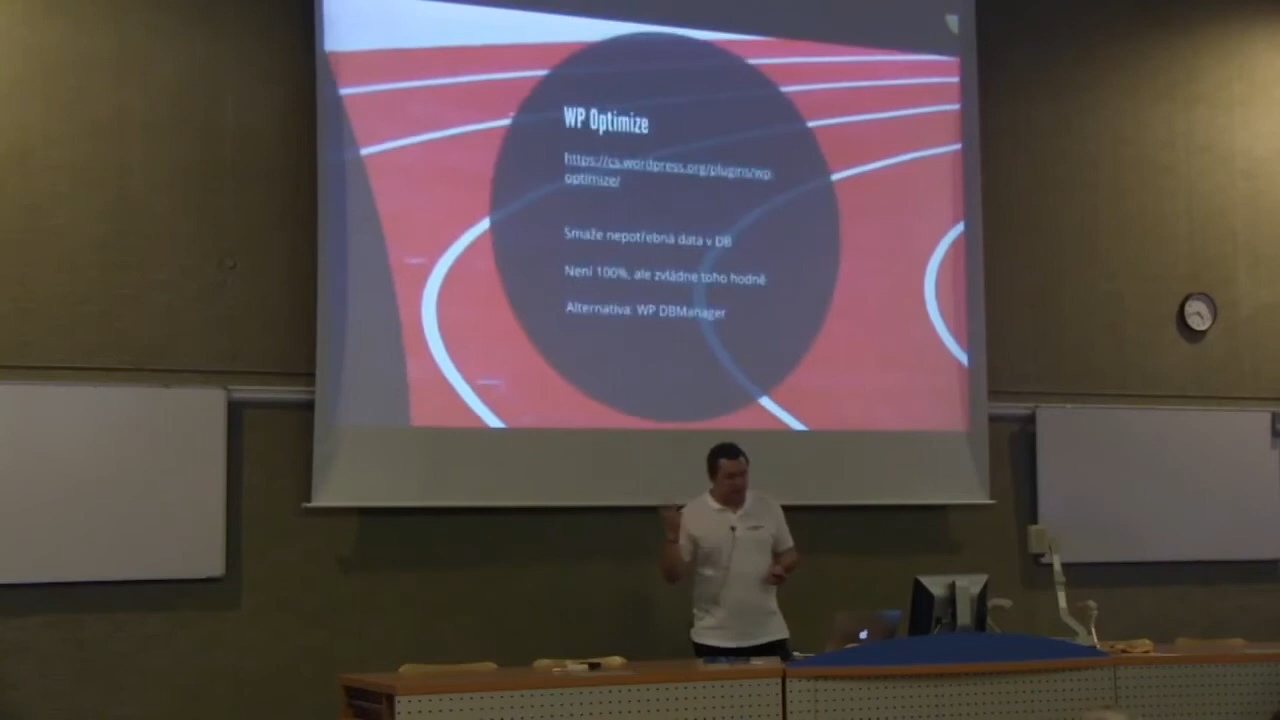 WP Optimize
https://cs.wordpress.org/plugins/wp
optimize/
Smaže nepotřebná data v DB
Není 100%, ale zvládne toho hodně
Alternativa: WP DBManager